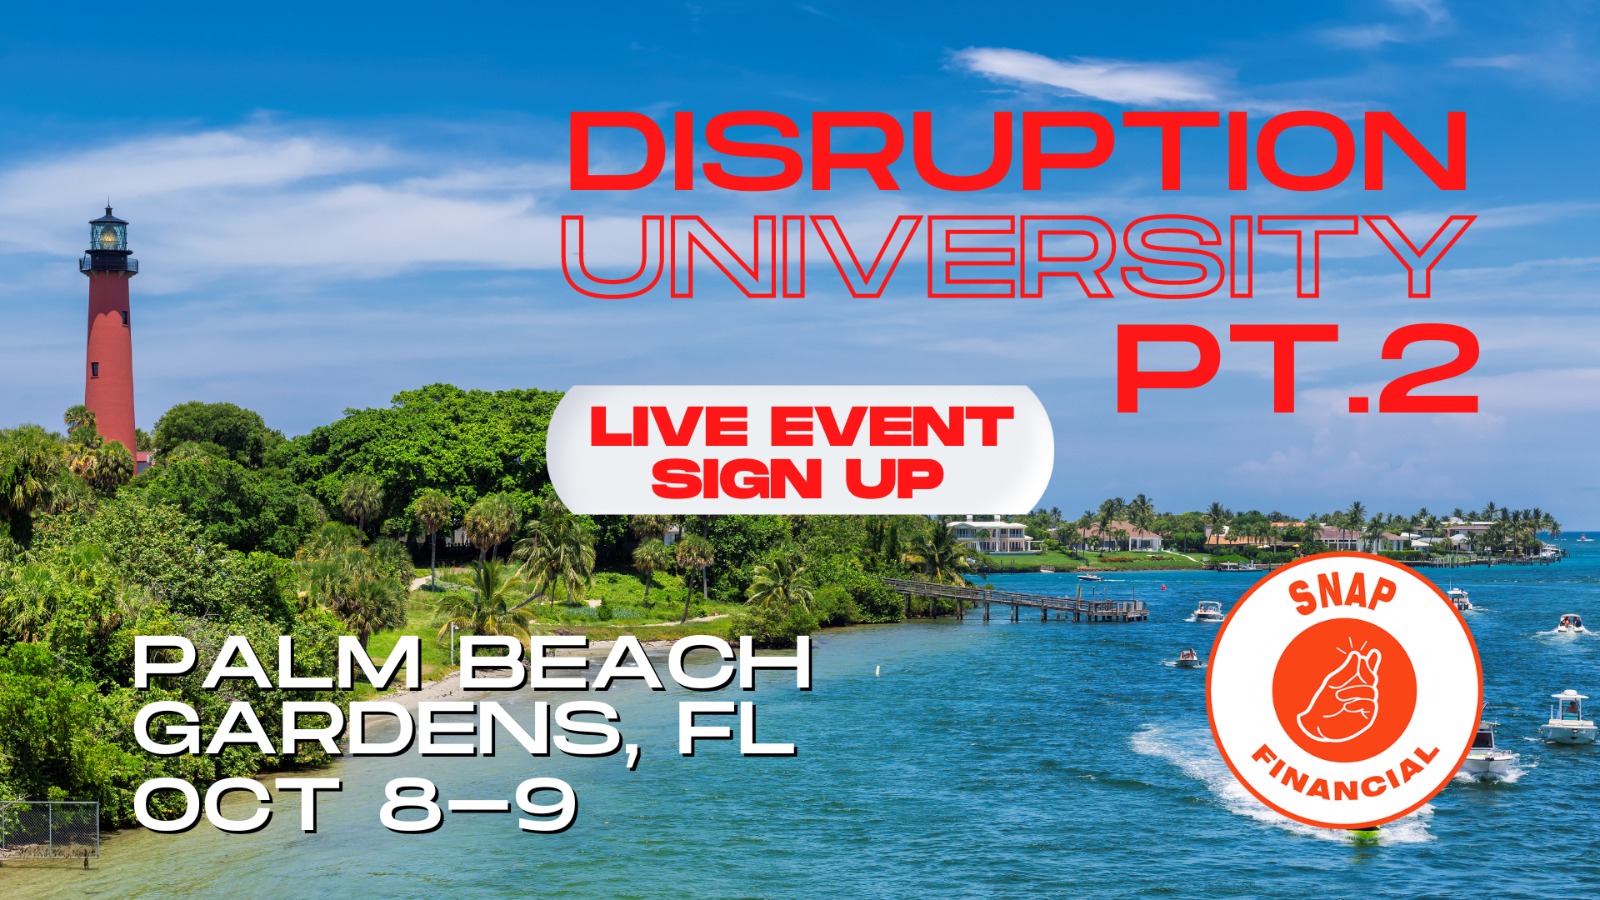 DISRUPTION
UNIVERSITY
PT.2
LIVE EVENT
SIGN UP
PALM BEACH
GARDENS, FL
OCT 8–9
SNAP
FINANCIAL